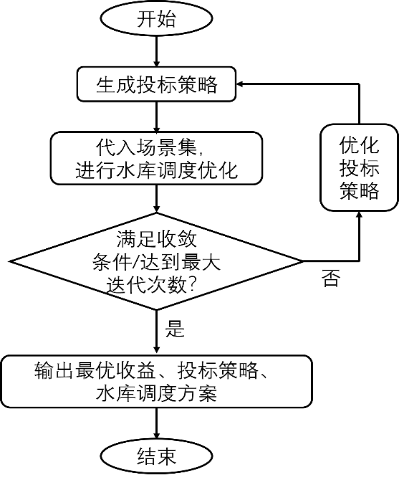 开始
生成投标策略
代入场景集，
进行水库调度优化
优化
投标
策略
满足收敛
条件/达到最大
迭代次数？
否
是
输出最优收益、投标策略、
水库调度方案
结束